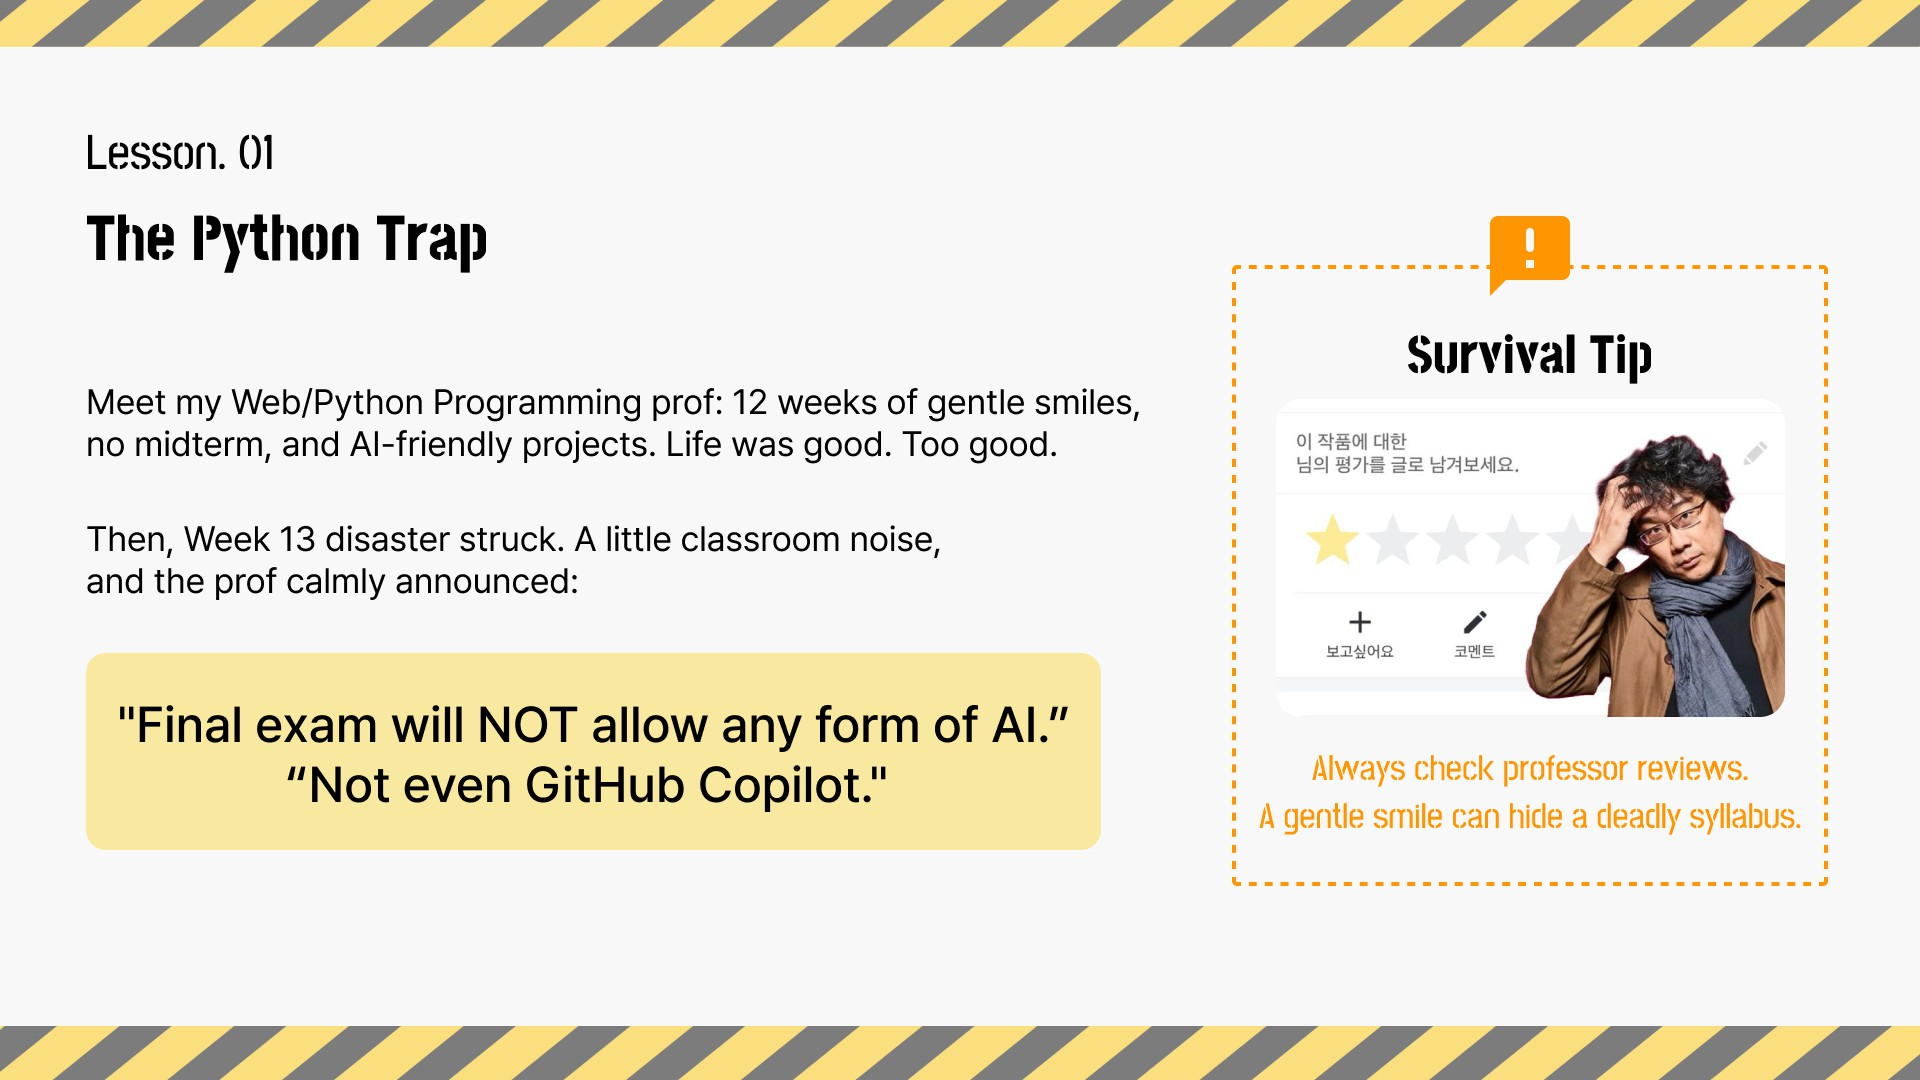 Lesson. 01
The Python Trap
Meet my Web/Python Programming prof: 12 weeks of gentle smiles,
no midterm, and AI-friendly projects. Life was good. Too good.
Then, Week 13 disaster struck. A little classroom noise,
and the prof calmly announced:
"Final exam will NOT allow any form of AI.”
“Not even GitHub Copilot."
Survival Tip
이 작품에 대한
님의 평가를 글로 남겨보세요.
보고싶어요
코멘트
Always check professor reviews.
A gentle smile can hide a deadly syllabus.